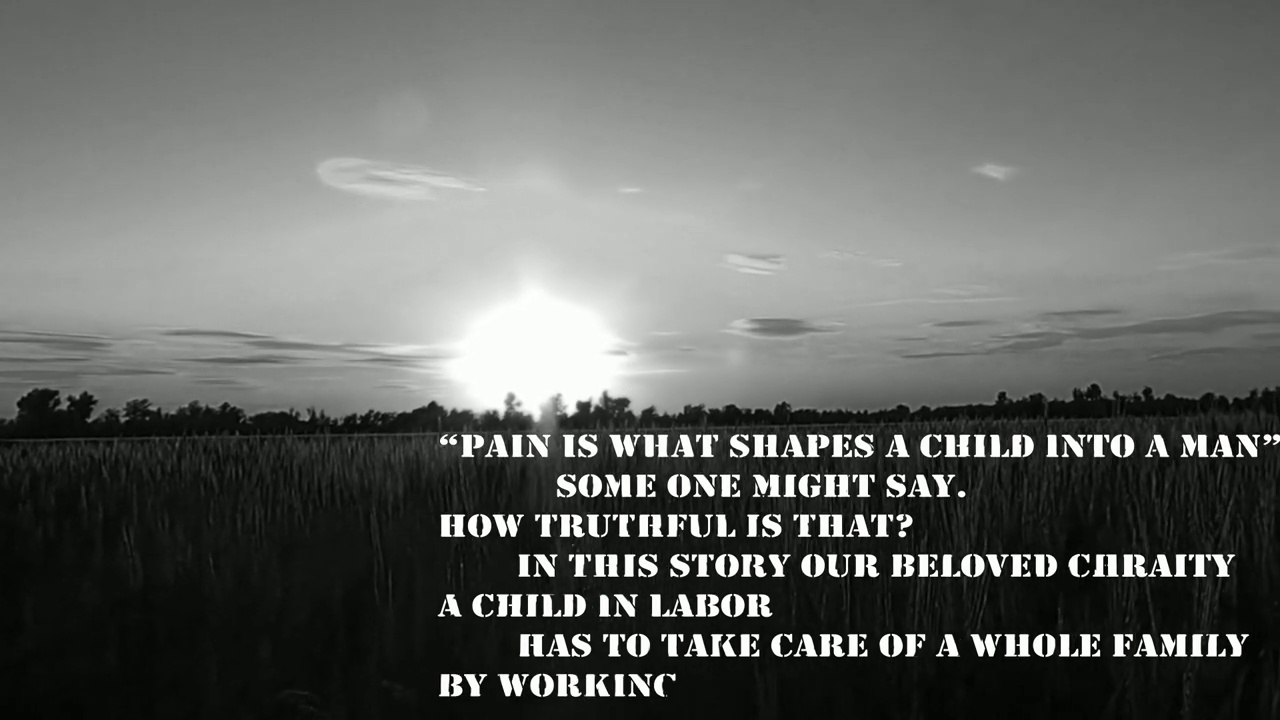 “PAIN IS WHAT SHAPES A CHILD INTO A MAN”
SOME ONE MIGHT SAY.
HOW TRUTHFUL IS THAT?
IN THIS STORY OUR BELOVED CHRAITY
A CHILD IN LABOR
HAS TO TAKE CARE OF A WHOLE FAMILY
BY WORKINC